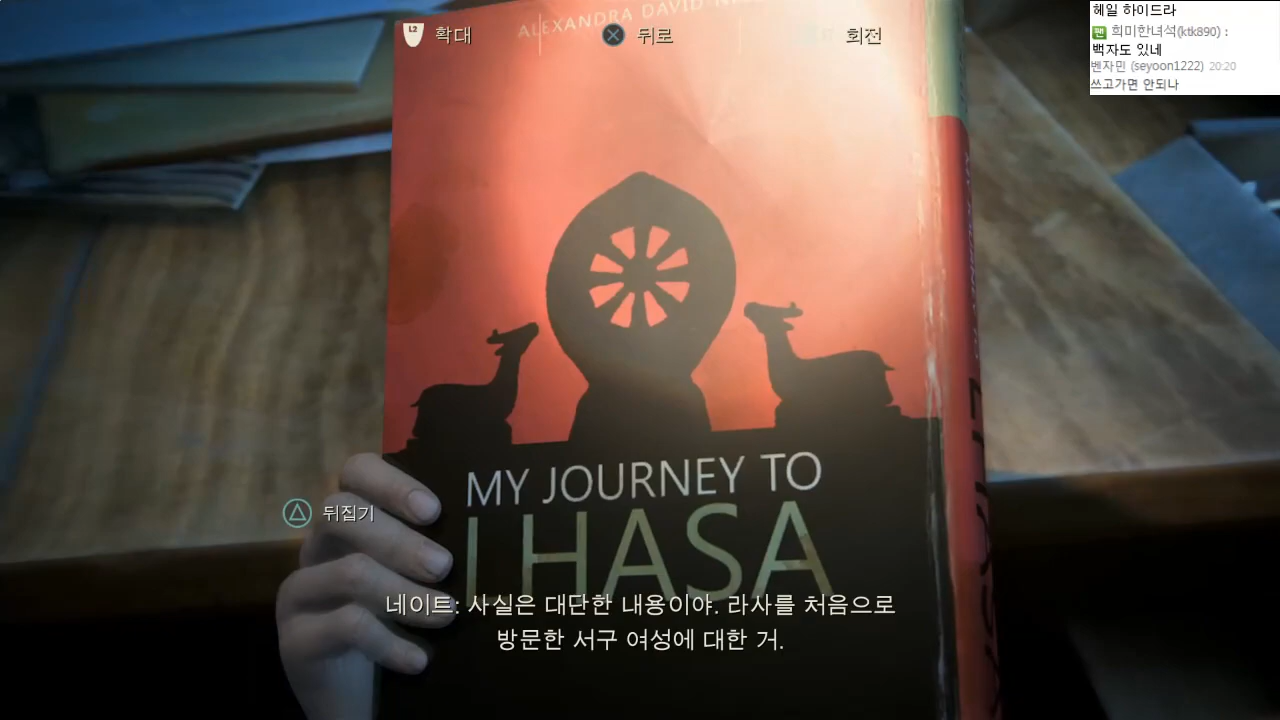 헤일 하이드라
팬 희미한녀석(ktk890) :
백자도 있네
벤자민 (seyoon1222) 20:20
쓰고가면 안되나
ALEXANDRA DAVID-
L2 확대
뒤로
회전
MY JOURNEY TO
LHASA
뒤집기
네이트: 사실은 대단한 내용이야. 라사를 처음으로
방문한 서구 여성에 대한 거.